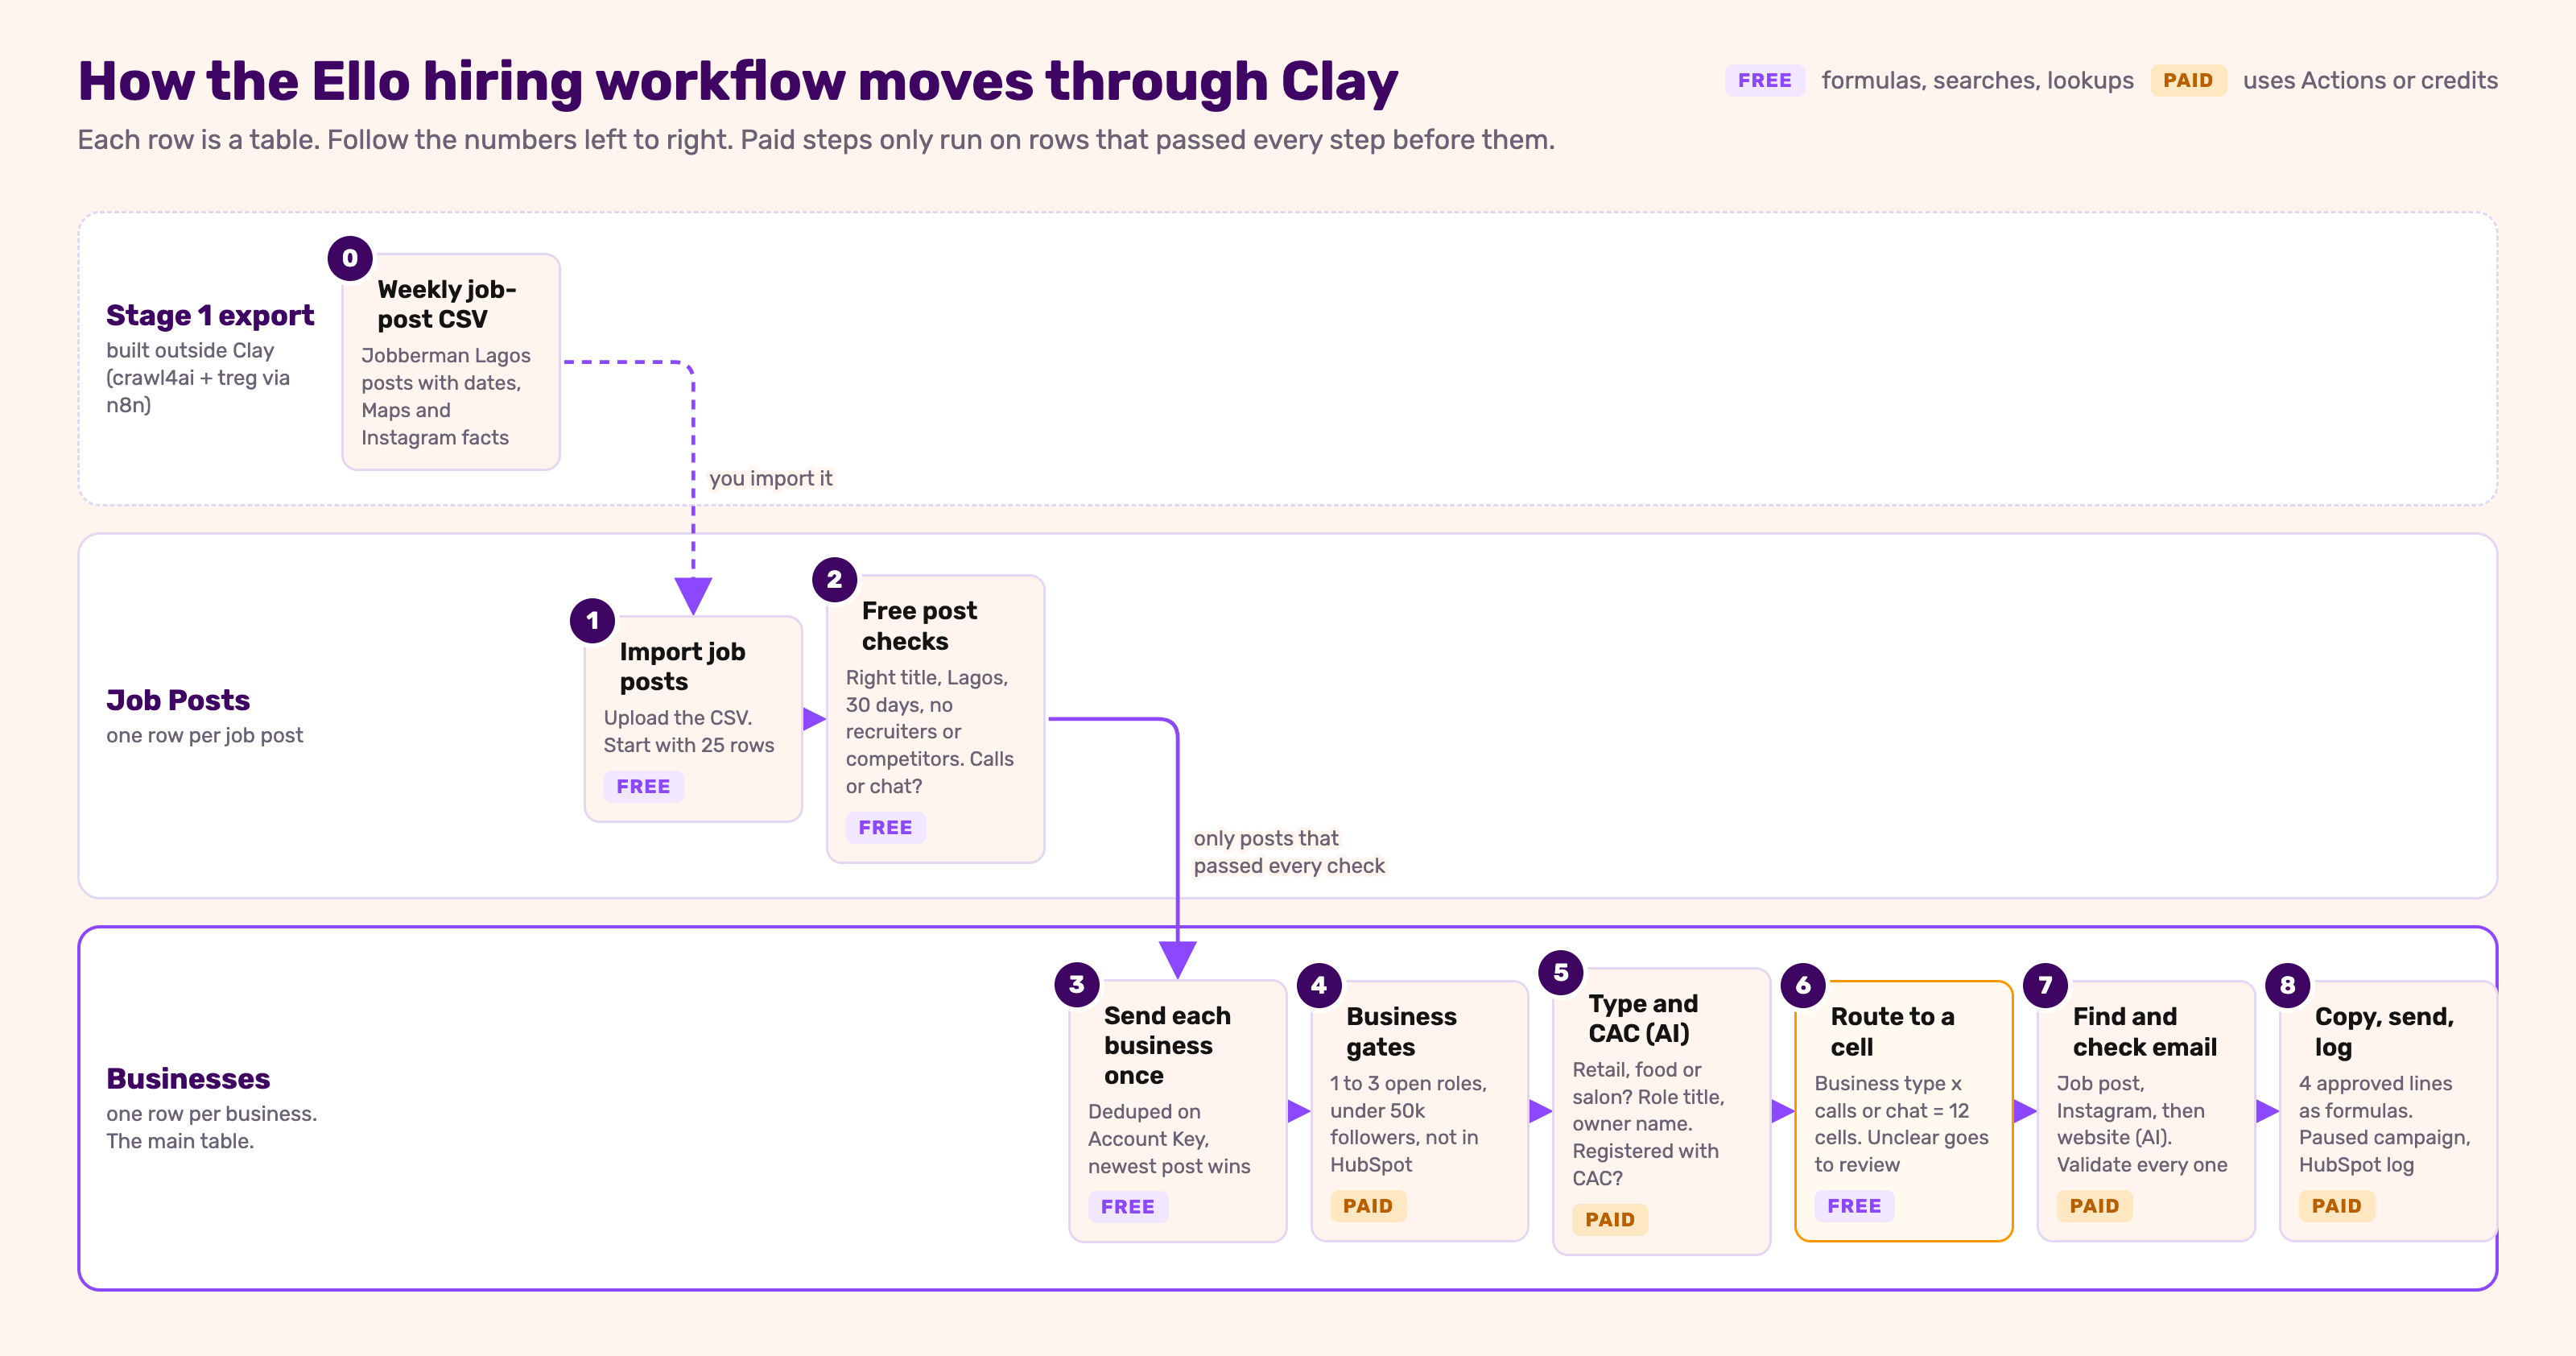 How the Ello hiring workflow moves through Clay
FREE formulas, searches, lookups PAID uses Actions or credits
Each row is a table. Follow the numbers left to right. Paid steps only run on rows that passed every step before them.
Stage 1 export
built outside Clay
(crawl4ai + treg via
n8n)
0
Weekly job-
post CSV
Jobberman Lagos
posts with dates,
Maps and
Instagram facts
you import it
Job Posts
one row per job post
1
Import job
posts
Upload the CSV.
Start with 25 rows
FREE
2
Free post
checks
Right title, Lagos,
30 days, no
recruiters or
competitors. Calls
or chat?
FREE
only posts that
passed every check
Businesses
one row per business.
The main table.
3
Send each
business
once
Deduped on
Account Key,
newest post wins
FREE
4
Business
gates
1 to 3 open roles,
under 50k
followers, not in
HubSpot
PAID
5
Type and
CAC (AI)
Retail, food or
salon? Role title,
owner name.
Registered with
CAC?
PAID
6
Route to a
cell
Business type x
calls or chat = 12
cells. Unclear goes
to review
FREE
7
Find and
check email
Job post,
Instagram, then
website (AI).
Validate every one
PAID
8
Copy, send,
log
4 approved lines
as formulas.
Paused campaign,
HubSpot log
PAID